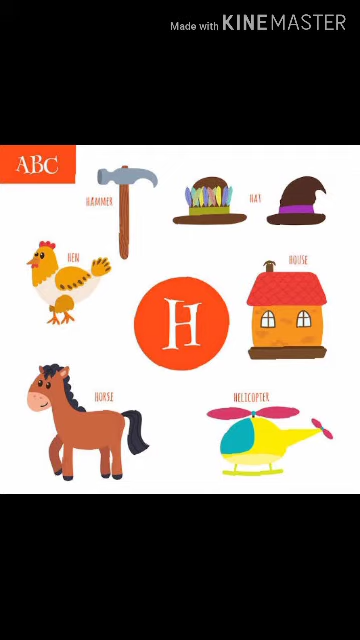 Made with KINEMASTER
ABC
HAMMER
HAT
HEN
HOUSE
H
HORSE
HELICOPTER